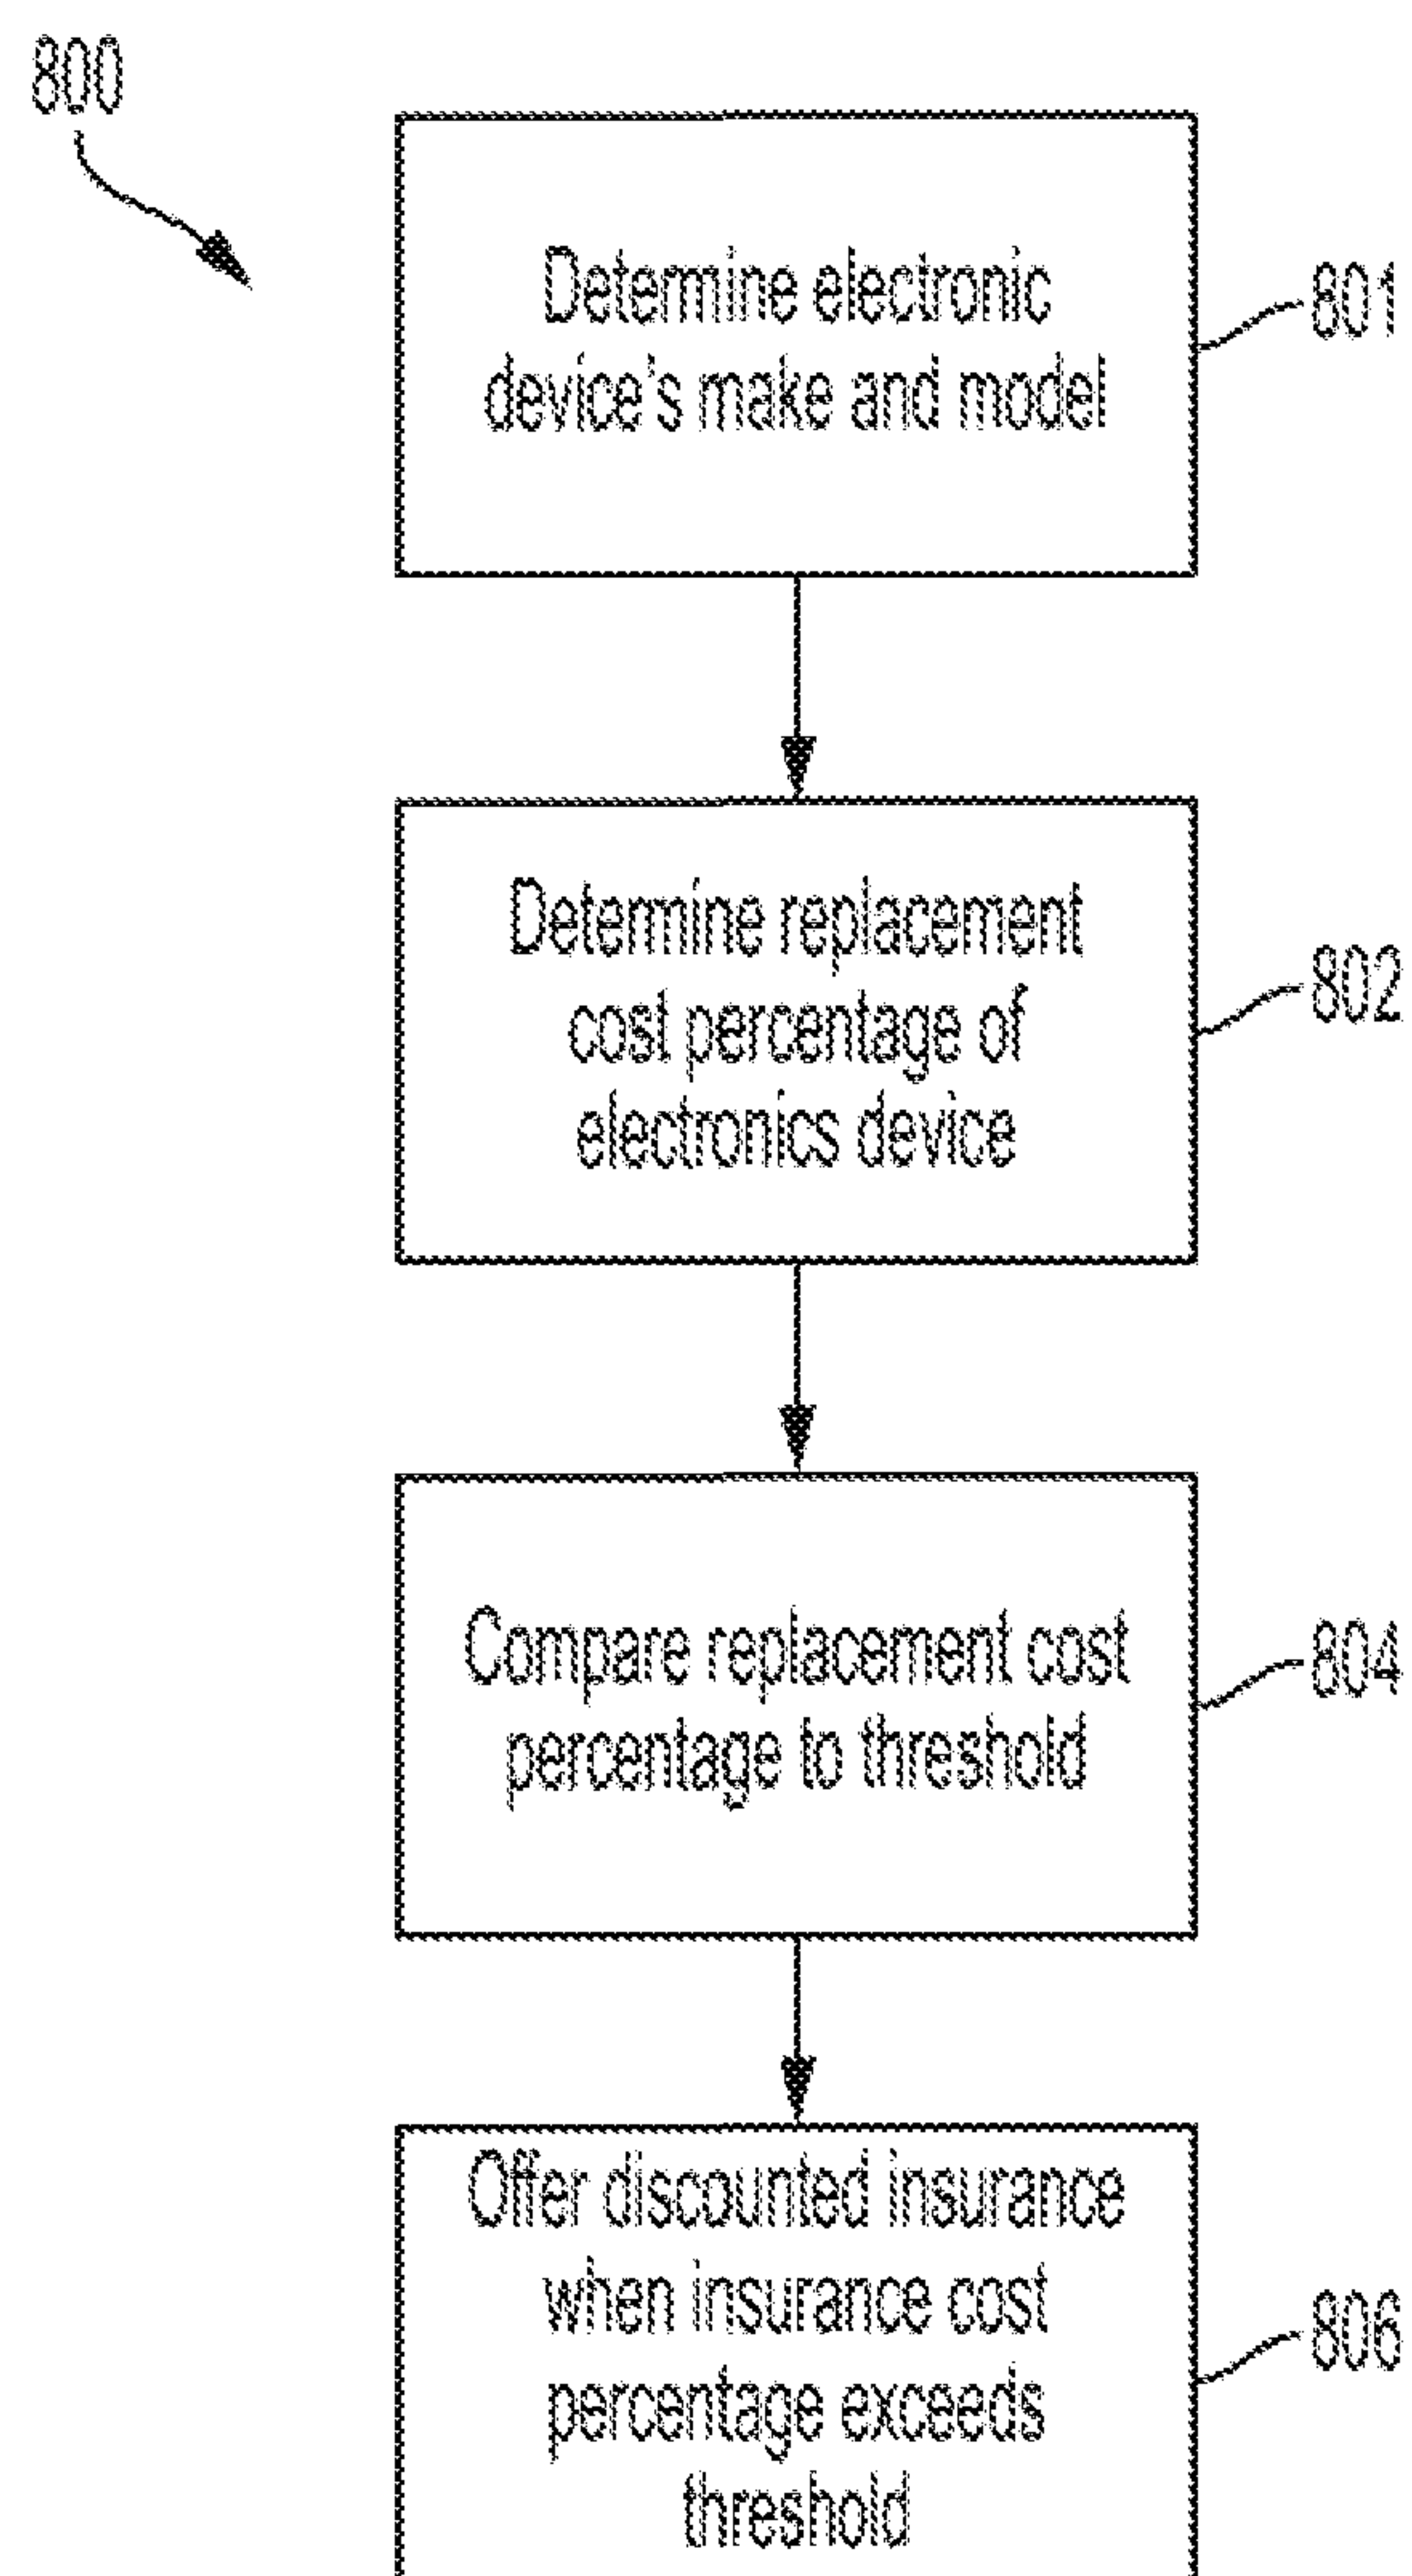 800
Determine electronic
device's make and model
801
Determine replacement
cost percentage of
electronics device
802
Compare replacement cost
percentage to threshold
804
Offer discounted insurance
when insurance cost
percentage exceeds
threshold
806